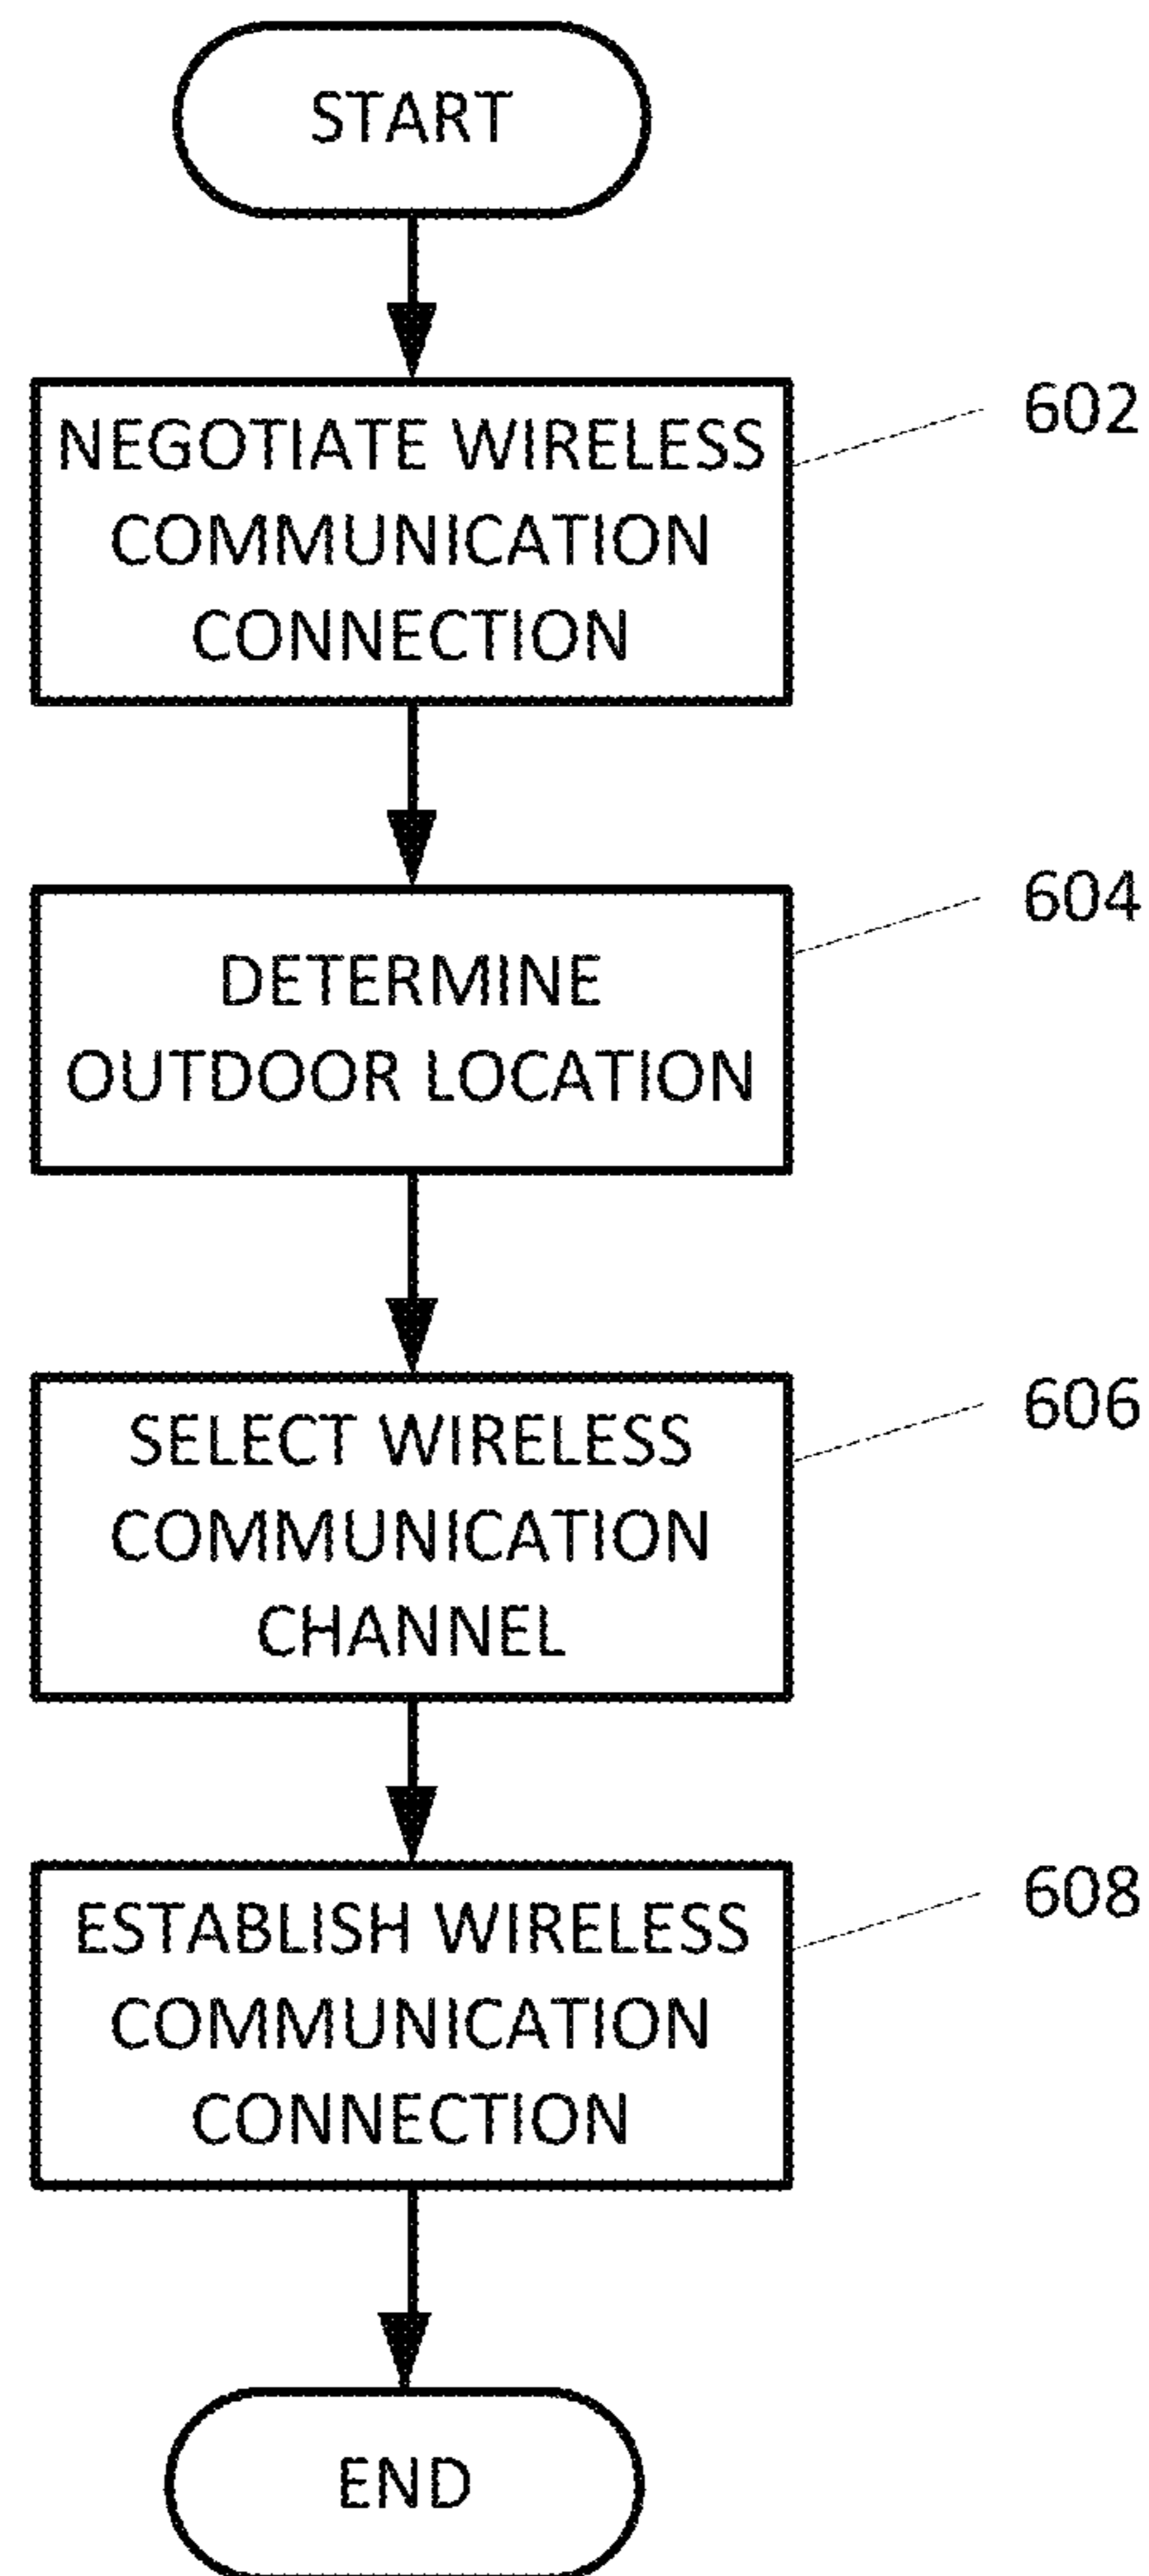 START
NEGOTIATE WIRELESS
COMMUNICATION
CONNECTION
602
DETERMINE
OUTDOOR LOCATION
604
SELECT WIRELESS
COMMUNICATION
CHANNEL
606
ESTABLISH WIRELESS
COMMUNICATION
CONNECTION
608
END